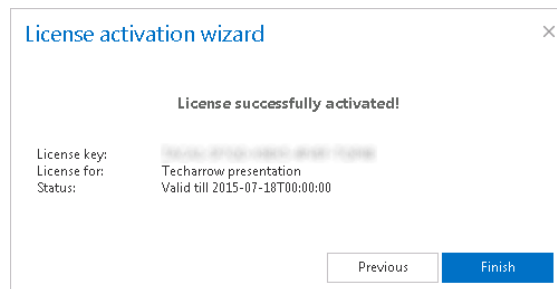 License activation wizard
License successfully activated!
License key:
License for: Techarrow presentation
Status: Valid till 2015-07-18T00:00:00
Previous Finish